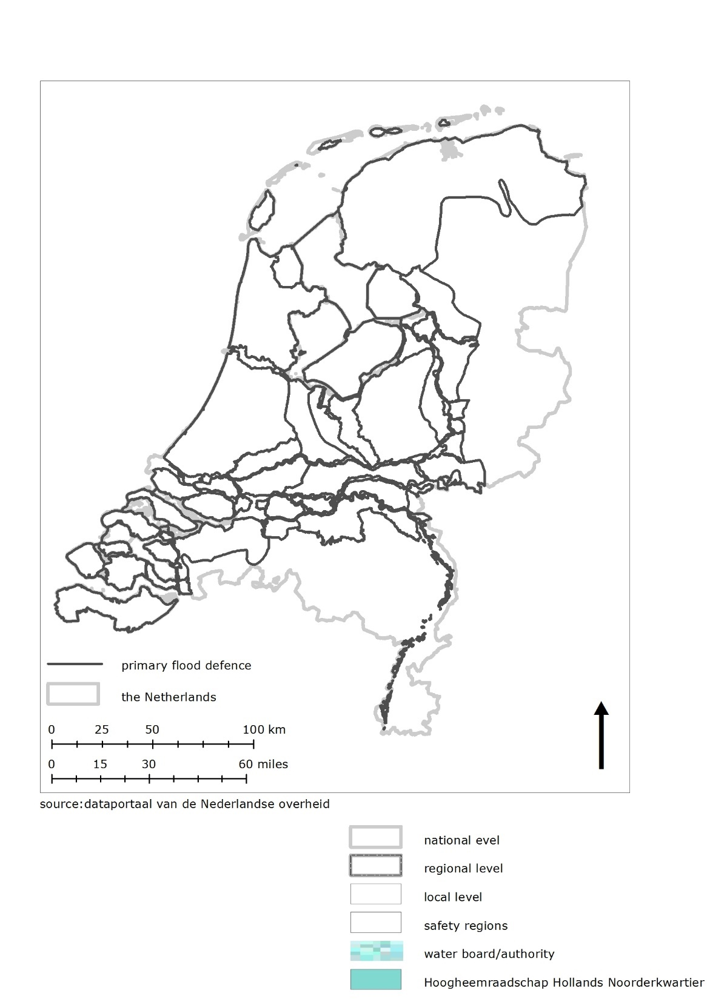 primary flood defence
the Netherlands
0 25 50 100 km
0 15 30 60 miles
source:dataportaal van de Nederlandse overheid
national evel
regional level
local level
safety regions
water board/authority
Hoogheemraadschap Hollands Noorderkwartier